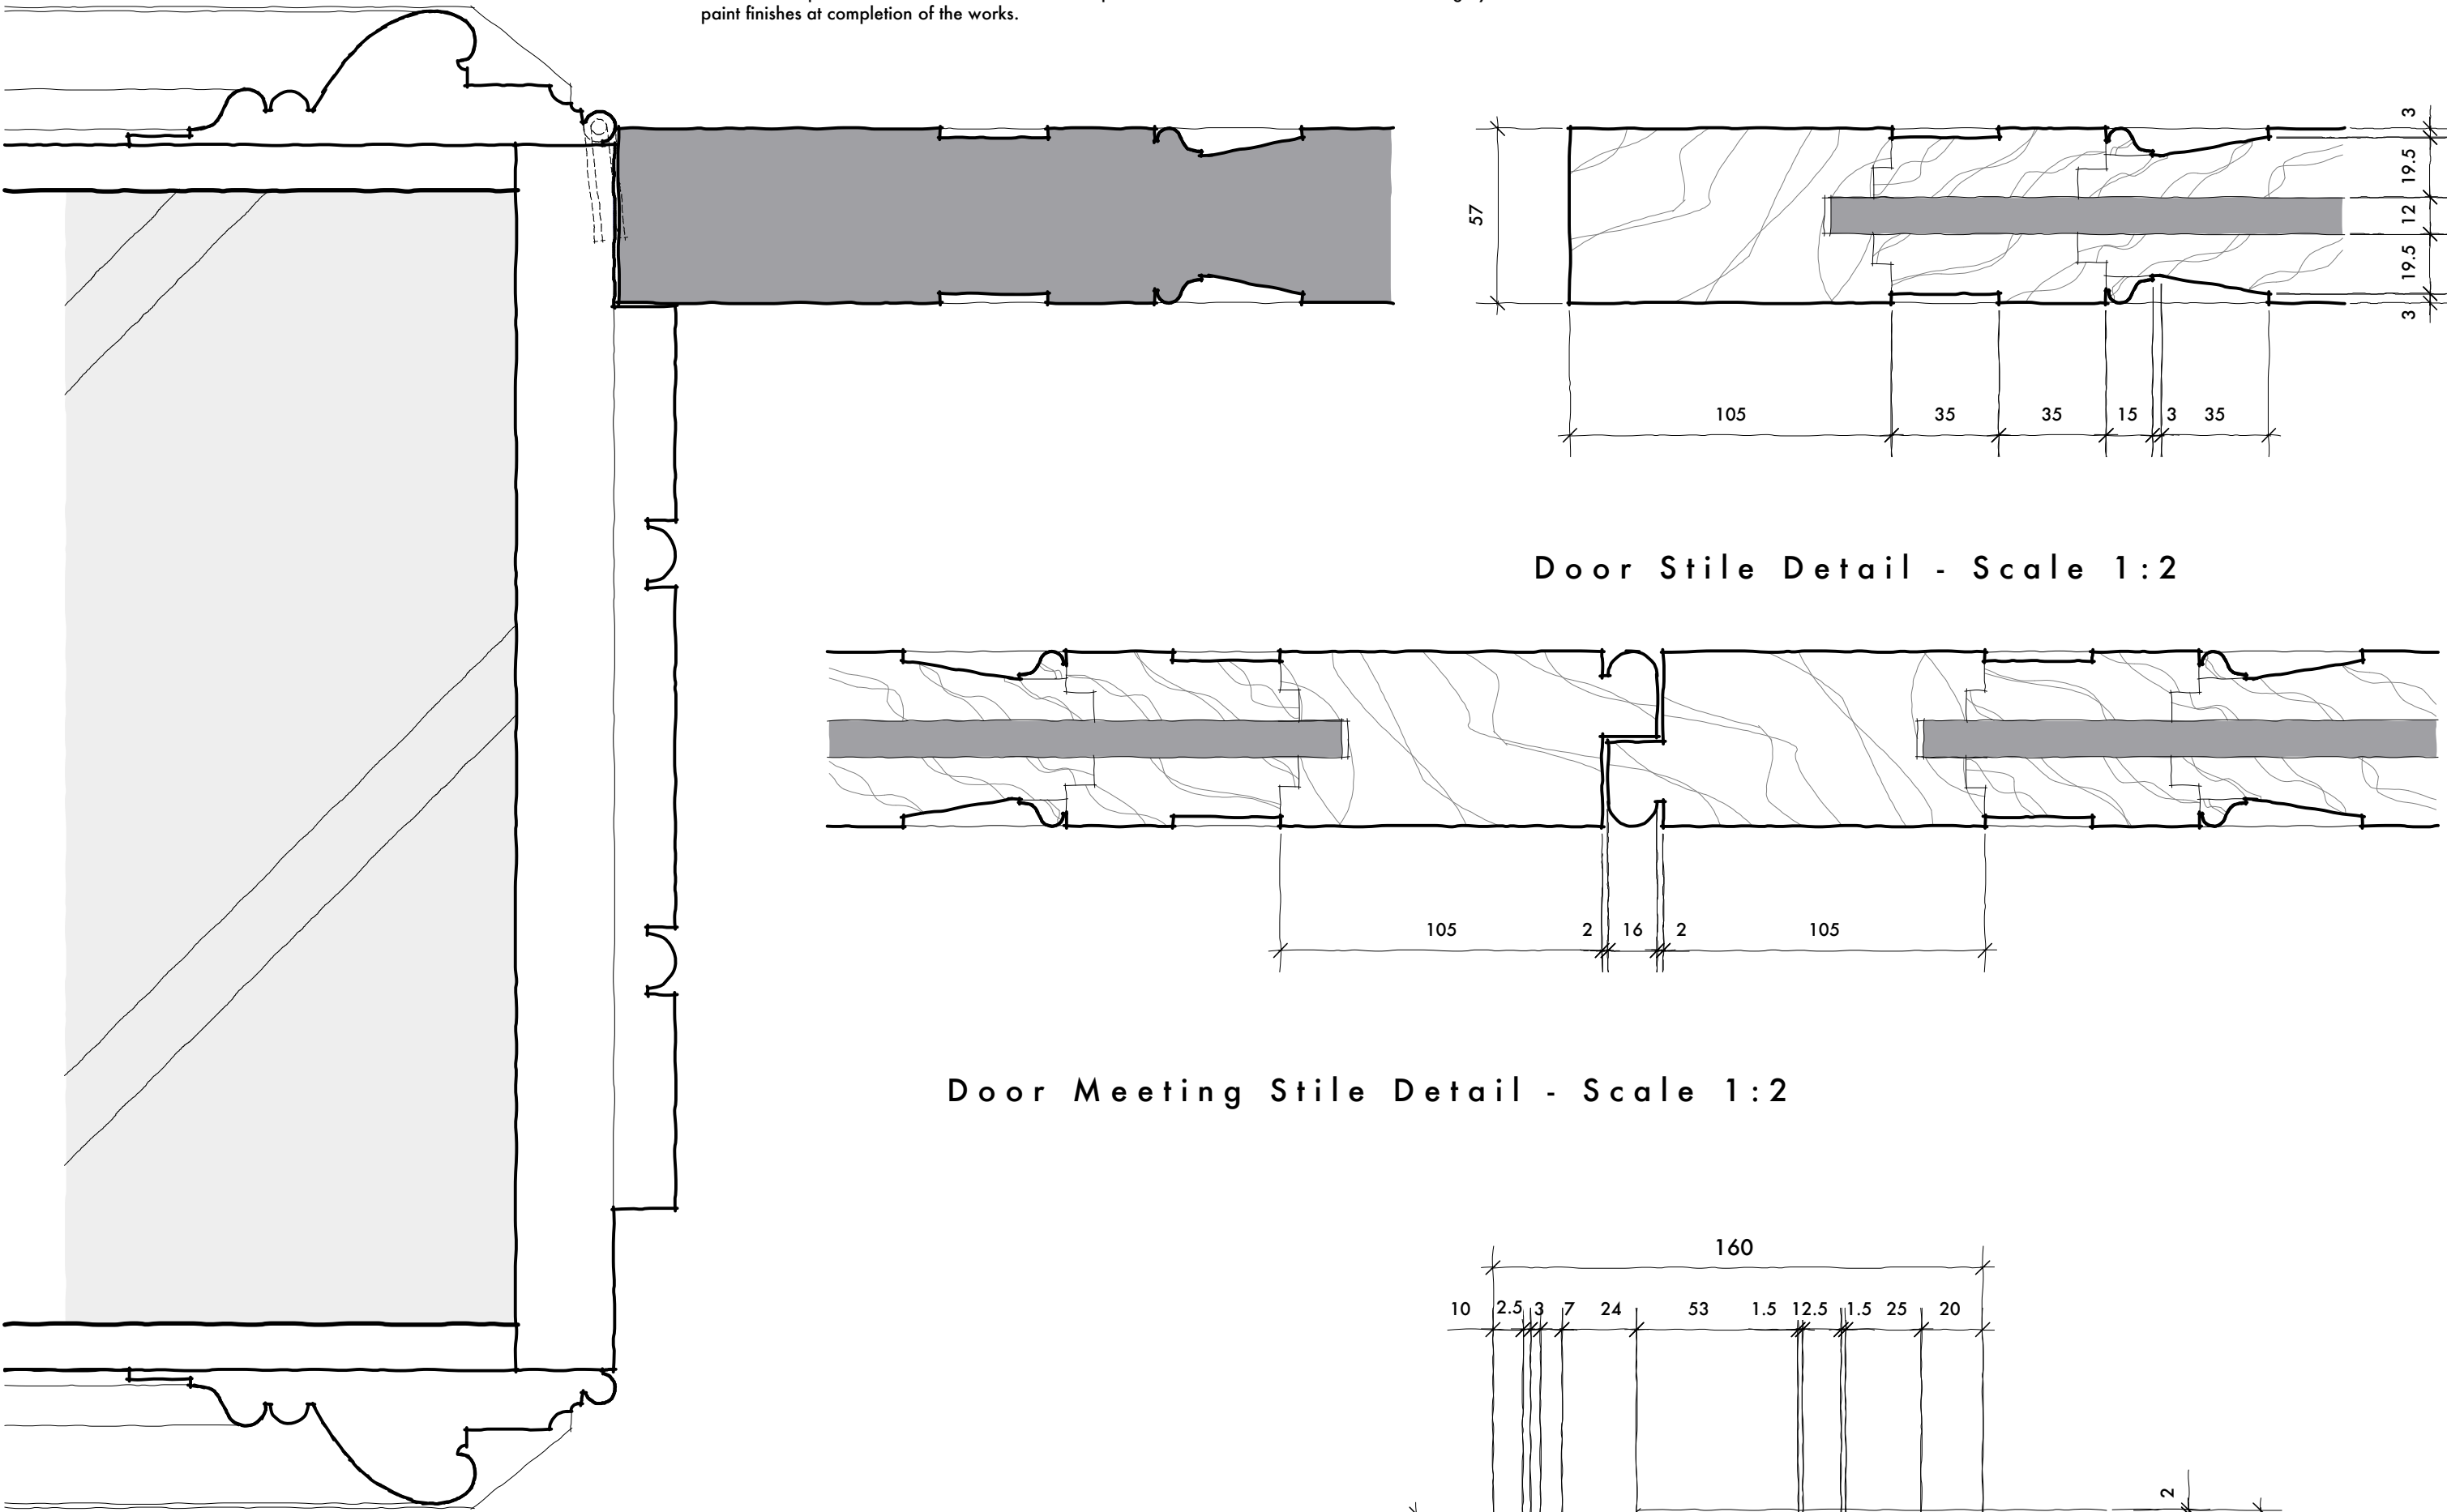 paint finishes at completion of the works.
3
19.5
12
19.5
3
57
105 35 35 15 3 35
Door Stile Detail - Scale 1:2
105 2 16 2 105
Door Meeting Stile Detail - Scale 1:2
160
10 2.5 3 7 24 53 1.5 12.5 1.5 25 20
2